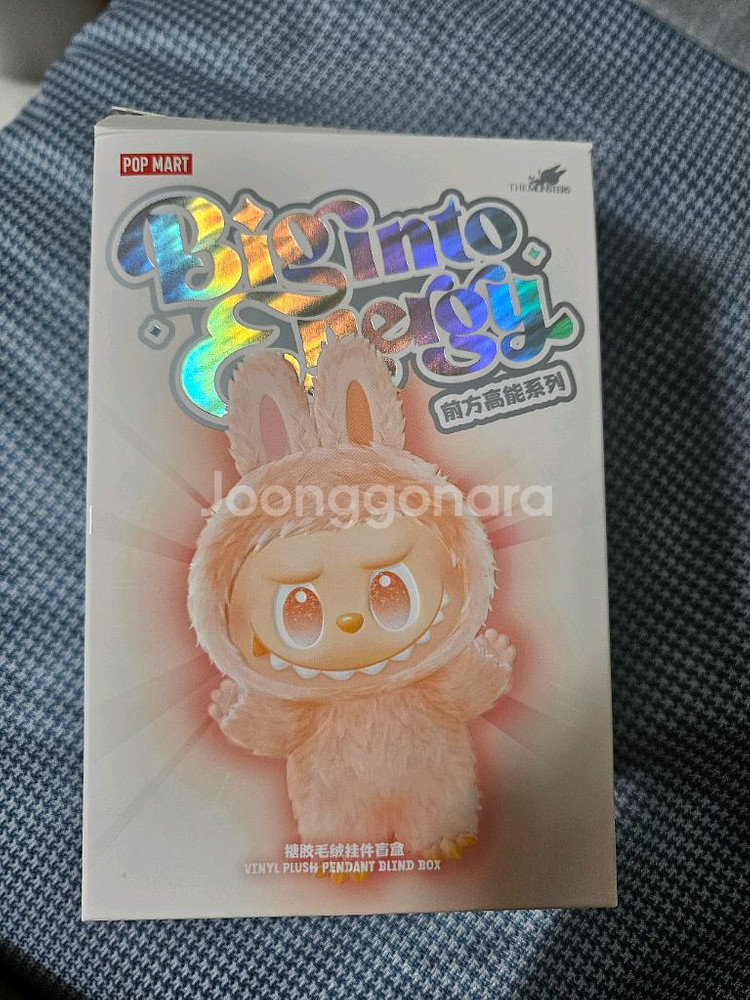 POP MART
THE MONSTERS
Big into
Energy
前方高能系列
Joonggonara
搪胶毛绒挂件盲盒
VINYL PLUSH PENDANT BLIND BOX